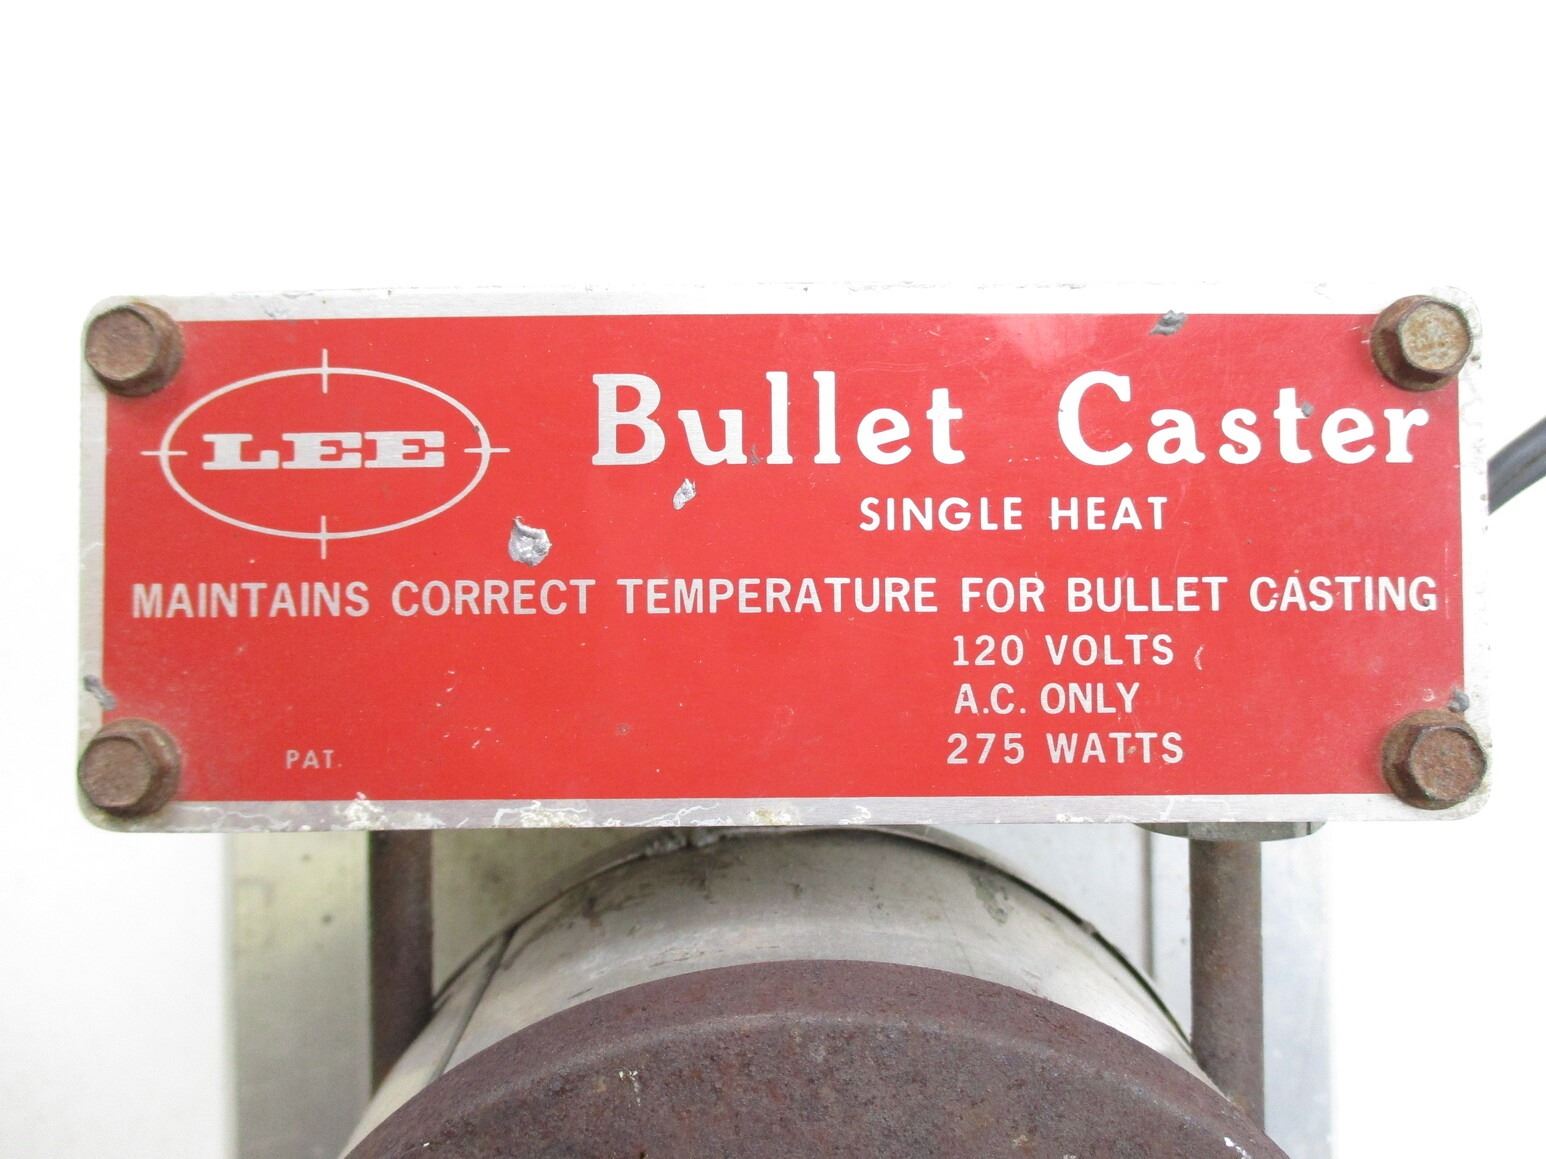 LEE
Bullet Caster
SINGLE HEAT
MAINTAINS CORRECT TEMPERATURE FOR BULLET CASTING
120 VOLTS
A.C. ONLY
275 WATTS
PAT.